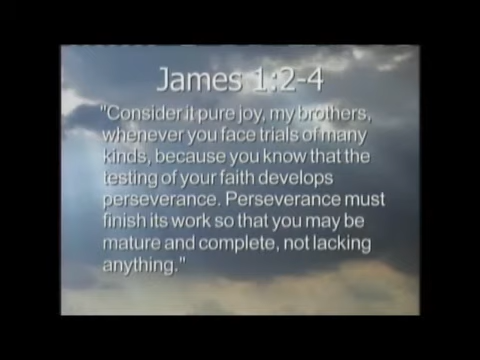 James 1:2-4
"Consider it pure joy, my brothers,
whenever you face trials of many
kinds, because you know that the
testing of your faith develops
perseverance. Perseverance must
finish its work so that you may be
mature and complete, not lacking
anything."